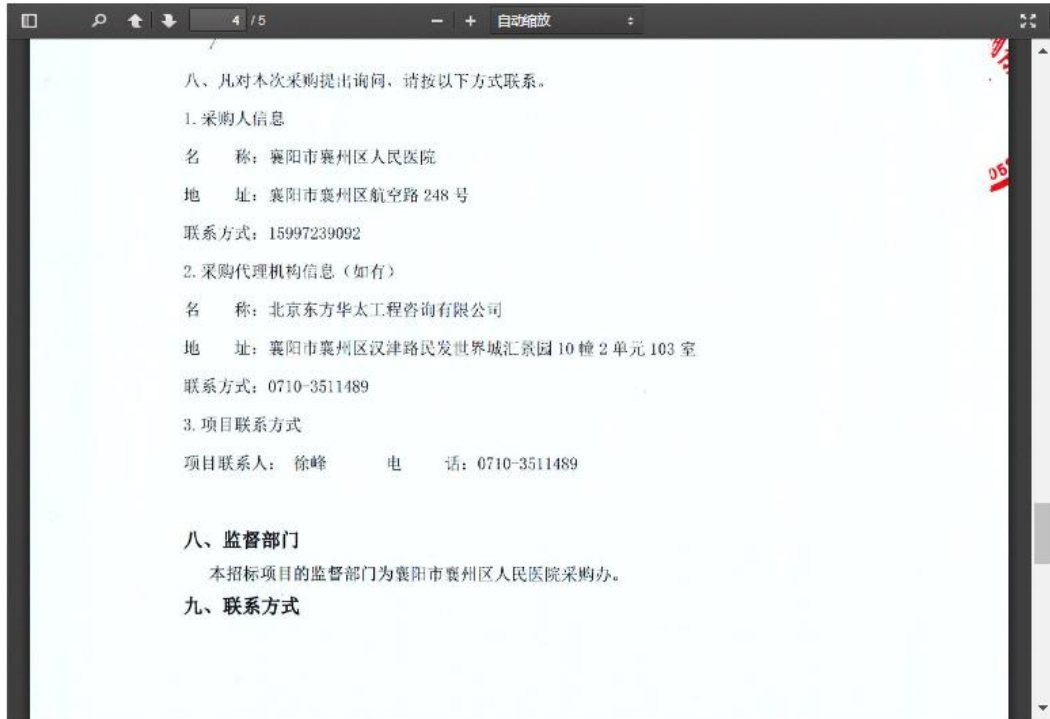 4 / 5
自动缩放
八、凡对本次采购提出询问、请按以下方式联系。
1. 采购人信息
名 称：襄阳市襄州区人民医院
地 址：襄阳市襄州区航空路 248 号
联系方式：15997239092
2. 采购代理机构信息（如有）
名 称：北京东方华太工程咨询有限公司
地 址：襄阳市襄州区汉津路民发世界城汇景园 10 幢 2 单元 103 室
联系方式：0710-3511489
3. 项目联系方式
项目联系人： 徐峰 电 话：0710-3511489
八、监督部门
本招标项目的监督部门为襄阳市襄州区人民医院采购办。
九、联系方式